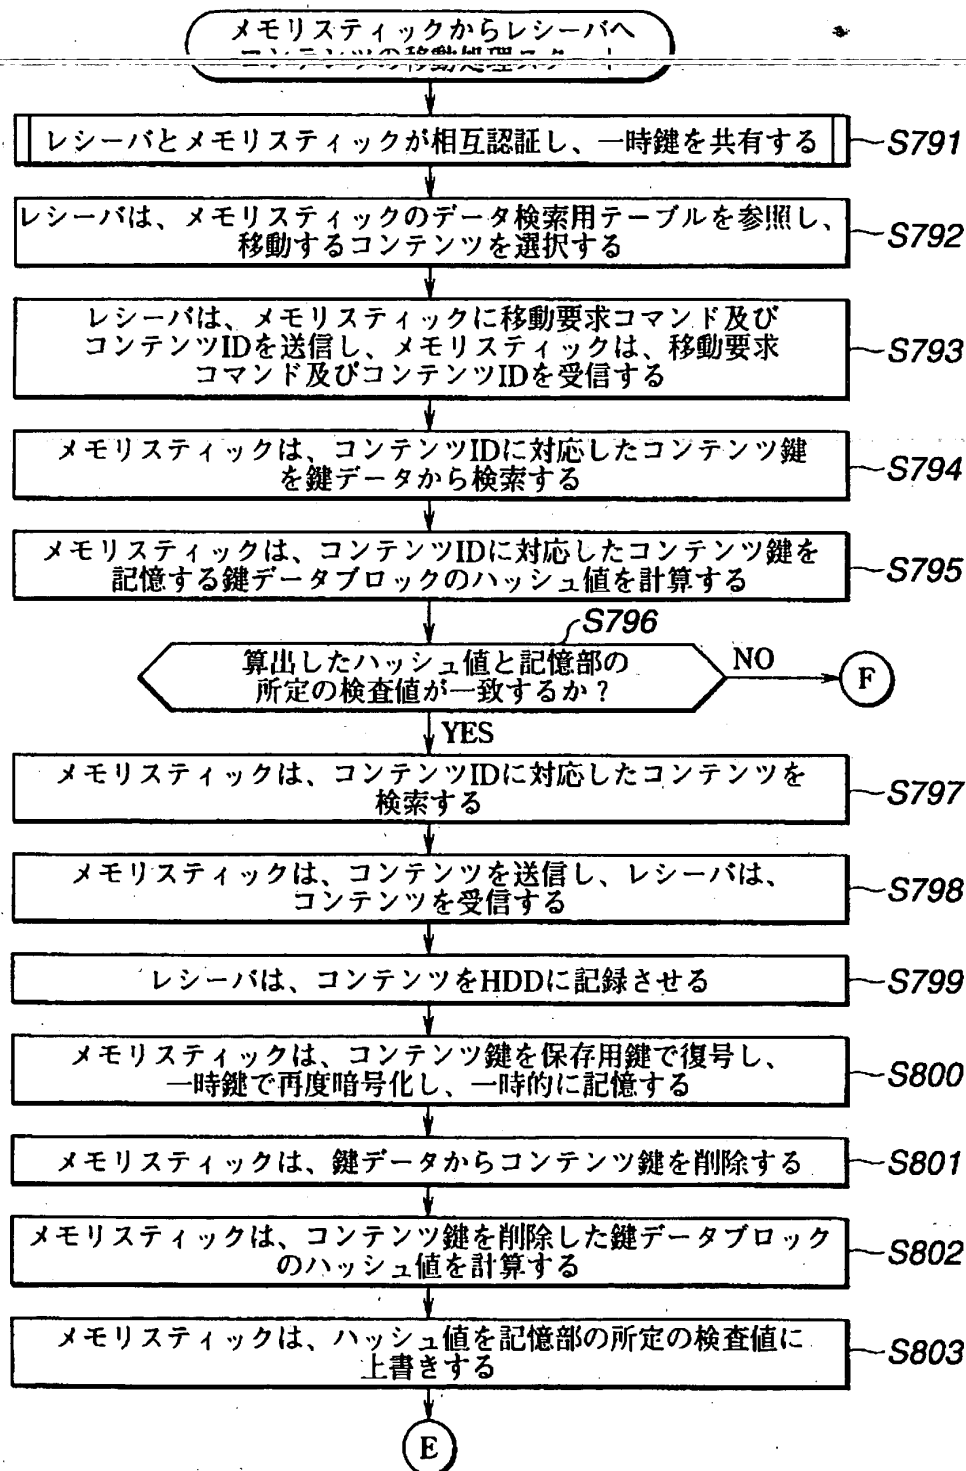 メモリスティックからレシーバへ
コンテンツの移動処理スタート
レシーバとメモリスティックが相互認証し、一時鍵を共有する
S791
レシーバは、メモリスティックのデータ検索用テーブルを参照し、
移動するコンテンツを選択する
S792
レシーバは、メモリスティックに移動要求コマンド及び
コンテンツIDを送信し、メモリスティックは、移動要求
コマンド及びコンテンツIDを受信する
S793
メモリスティックは、コンテンツIDに対応したコンテンツ鍵
を鍵データから検索する
S794
メモリスティックは、コンテンツIDに対応したコンテンツ鍵を
記憶する鍵データブロックのハッシュ値を計算する
S795
S796
算出したハッシュ値と記憶部の
所定の検査値が一致するか?
NO
F
YES
メモリスティックは、コンテンツIDに対応したコンテンツを
検索する
S797
メモリスティックは、コンテンツを送信し、レシーバは、
コンテンツを受信する
S798
レシーバは、コンテンツをHDDに記録させる
S799
メモリスティックは、コンテンツ鍵を保存用鍵で復号し、
一時鍵で再度暗号化し、一時的に記憶する
S800
メモリスティックは、鍵データからコンテンツ鍵を削除する
S801
メモリスティックは、コンテンツ鍵を削除した鍵データブロック
のハッシュ値を計算する
S802
メモリスティックは、ハッシュ値を記憶部の所定の検査値に
上書きする
S803
E